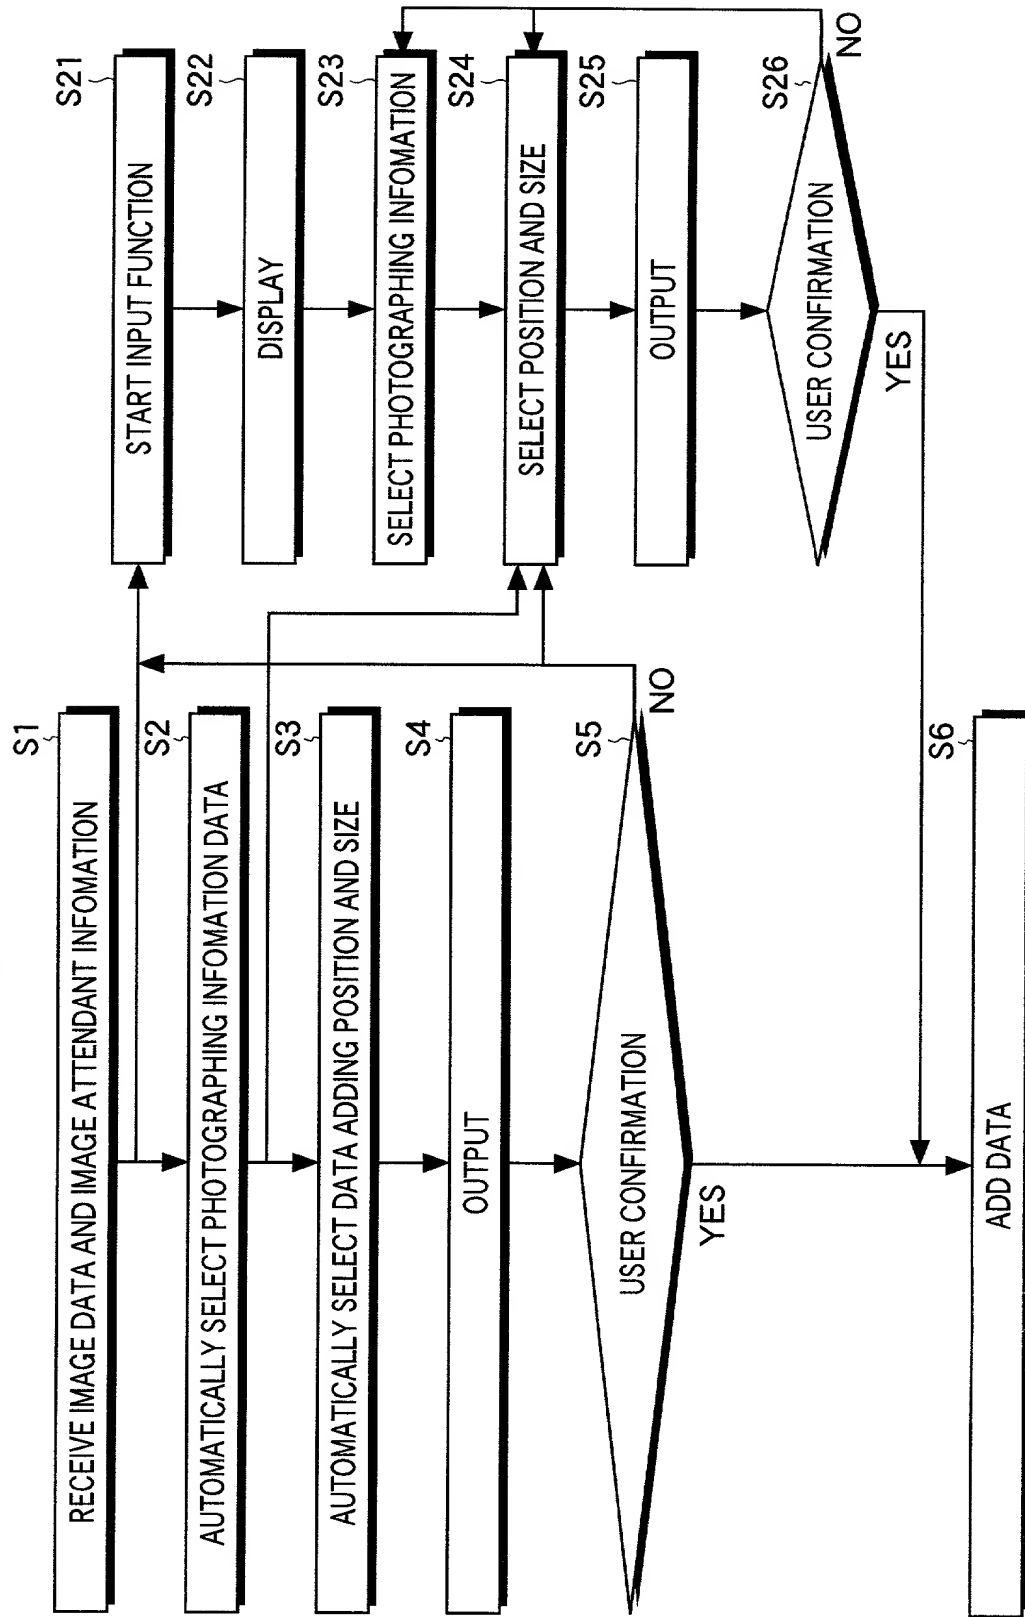 S1
RECEIVE IMAGE DATA AND IMAGE ATTENDANT INFOMATION
S2
AUTOMATICALLY SELECT PHOTOGRAPHING INFOMATION DATA
S3
AUTOMATICALLY SELECT DATA ADDING POSITION AND SIZE
S4
OUTPUT
S5
USER CONFIRMATION
NO
YES
S6
ADD DATA
S21
START INPUT FUNCTION
S22
DISPLAY
S23
SELECT PHOTOGRAPHING INFOMATION
S24
SELECT POSITION AND SIZE
S25
OUTPUT
S26
USER CONFIRMATION
NO
YES